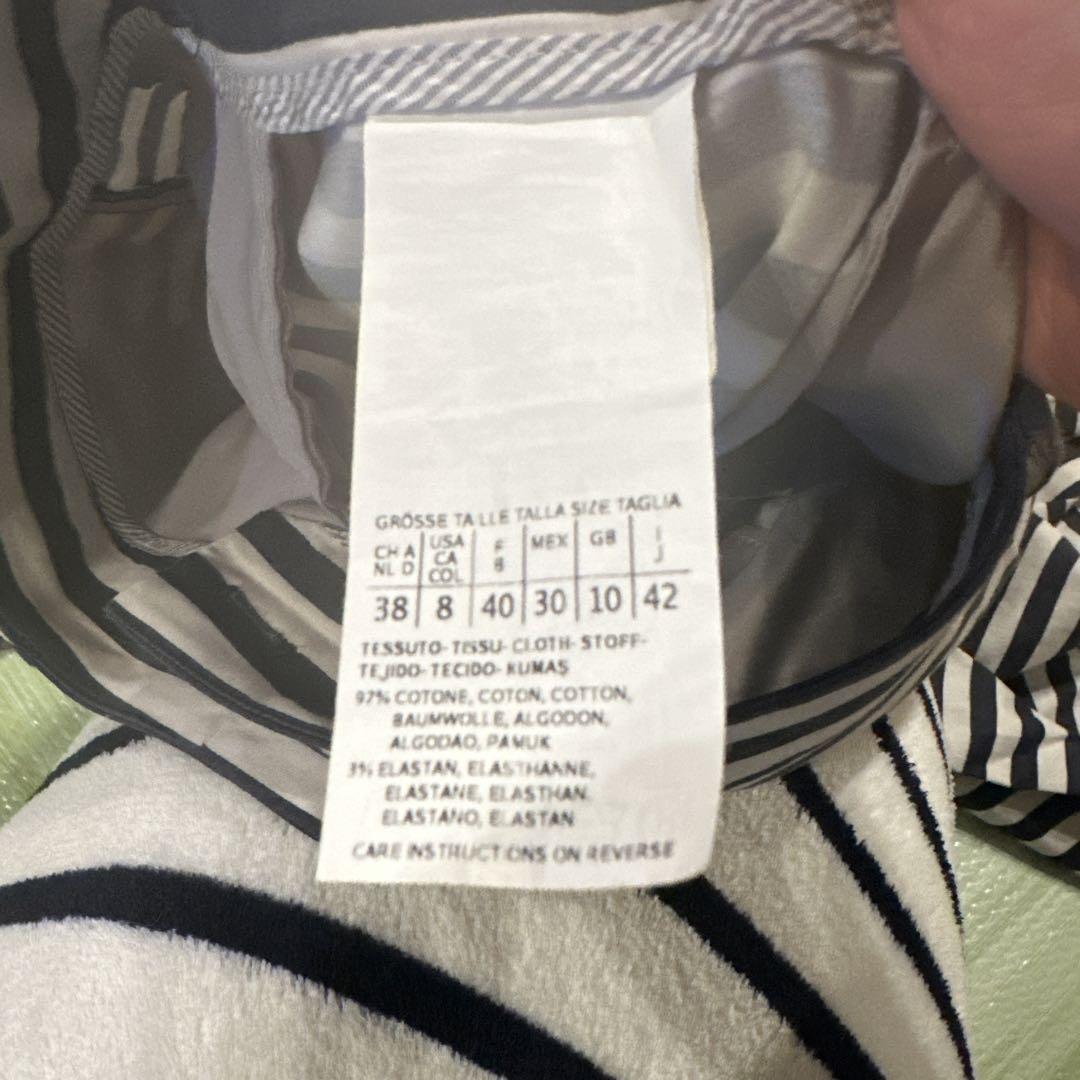 GRÖSSE TAILLE TALLA SIZE TAGLIA
CH A USA F MEX GB I
NL D CA B J
COL
38 8 40 30 10 42
TESSUTO- TISSU- CLOTH- STOFF-
TEJIDO- TECIDO- KUMAŞ
97% COTONE, COTON, COTTON,
BAUMWOLLE, ALGODON,
ALGODAO, PAMUK
3% ELASTAN, ELASTHANNE,
ELASTANE, ELASTHAN
ELASTANO, ELASTAN
CARE INSTRUCTIONS ON REVERSE